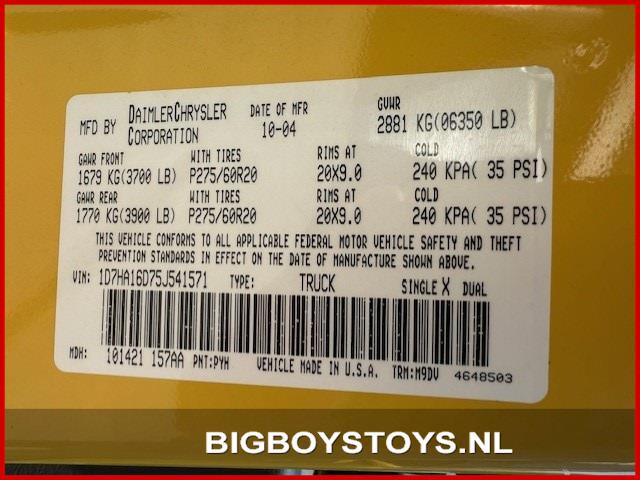 MFD BY DAIMLERCHRYSLER CORPORATION DATE OF MFR 10-04 GVWR 2881 KG(06350 LB)
GAWR FRONT WITH TIRES RIMS AT COLD
1679 KG(3700 LB) P275/60R20 20X9.0 240 KPA( 35 PSI)
GAWR REAR WITH TIRES RIMS AT COLD
1770 KG(3900 LB) P275/60R20 20X9.0 240 KPA( 35 PSI)
THIS VEHICLE CONFORMS TO ALL APPLICABLE FEDERAL MOTOR VEHICLE SAFETY AND THEFT
PREVENTION STANDARDS IN EFFECT ON THE DATE OF MANUFACTURE SHOWN ABOVE.
VIN: 1D7HA16D75J541571 TYPE: TRUCK SINGLE X DUAL
MDH: 101421 157AA PNT:PYH VEHICLE MADE IN U.S.A. TRM:M9DV 4648503
BIGBOYSTOYS.NL